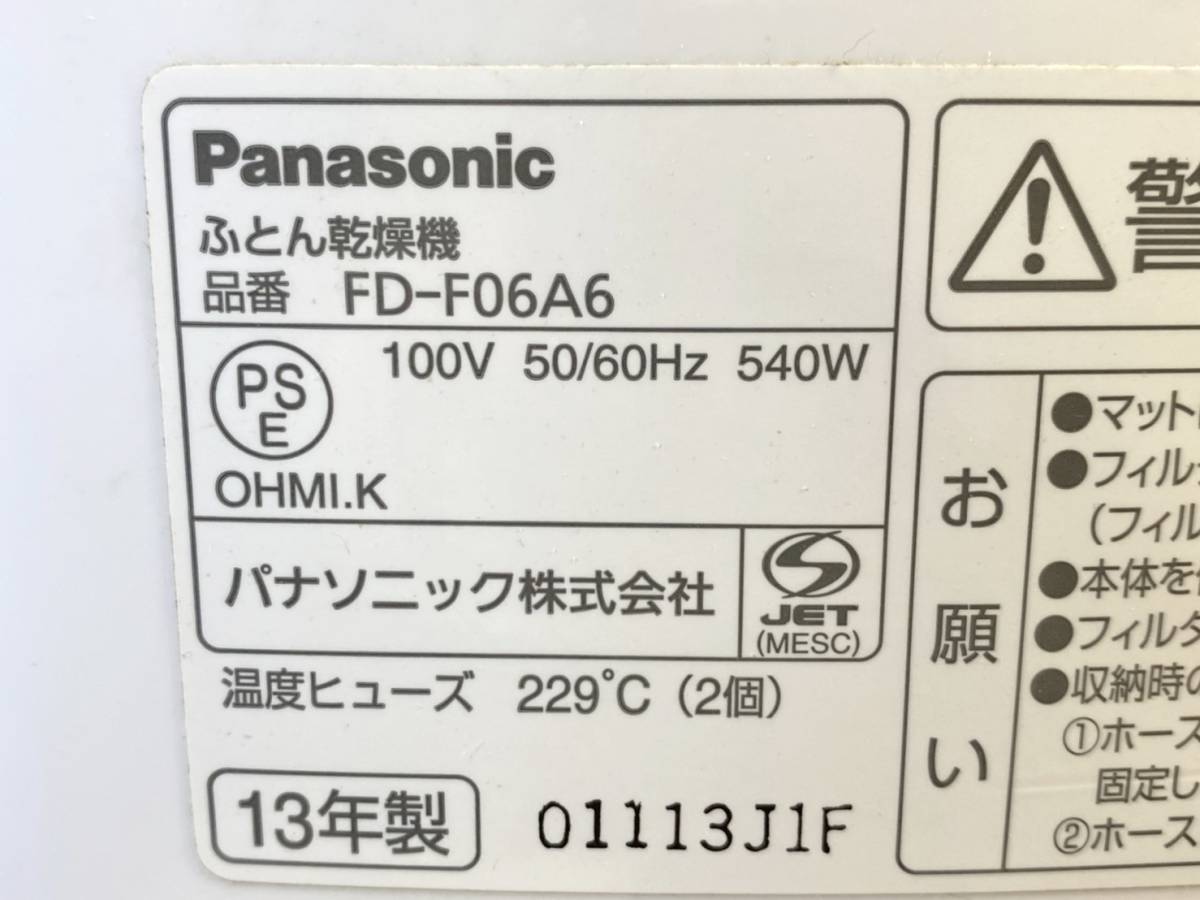 Panasonic
ふとん乾燥機
品番 FD-F06A6
PS
E
100V 50/60Hz 540W
OHMI.K
パナソニック株式会社
S
JET
(MESC)
温度ヒューズ 229℃ (2個)
13年製 01113J1F
警
お願い
●マット
●フィル
(フィル
●本体を
●フィルタ
●収納時の
①ホース
固定し
②ホース